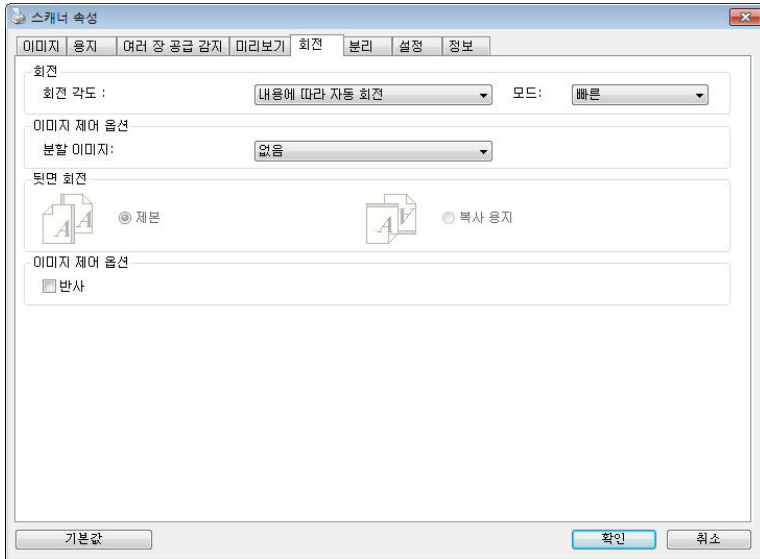 스캐너 속성
이미지 용지 여러 장 공급 감지 미리보기 회전 분리 설정 정보
회전
회전 각도 : 내용에 따라 자동 회전 모드: 빠른
이미지 제어 옵션
분할 이미지: 없음
뒷면 회전
A A 제본 A A 복사 용지
이미지 제어 옵션
반사
기본값 확인 취소